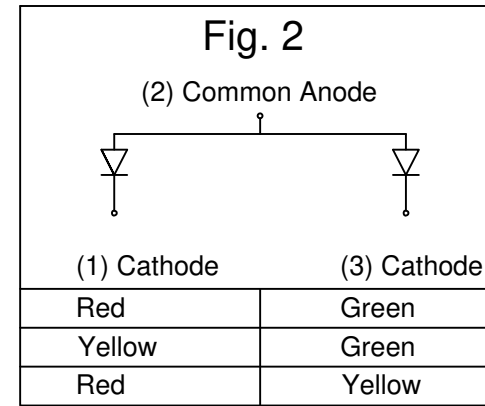 Fig. 2
(2) Common Anode
(1) Cathode (3) Cathode
Red Green
Yellow Green
Red Yellow